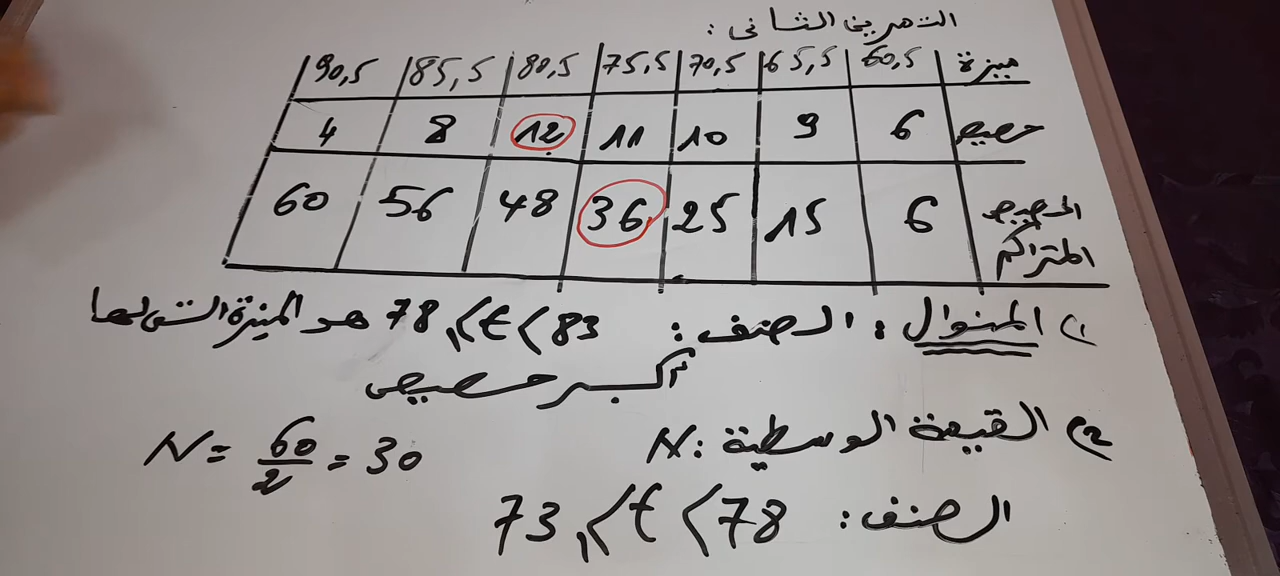 التمرين الثاني :
ميزة 60,5 65,5 70,5 75,5 80,5 85,5 90,5
حصيص 6 9 10 11 12 8 4
الحصيص المتراكم 6 15 25 36 48 56 60
1) المنوال : الصنف : 78 ≤ t < 83 هو الميزة التي لها
أكبر حصيص
2) القيمة الوسطية : N
N = 60/2 = 30
الصنف : 73 ≤ t < 78